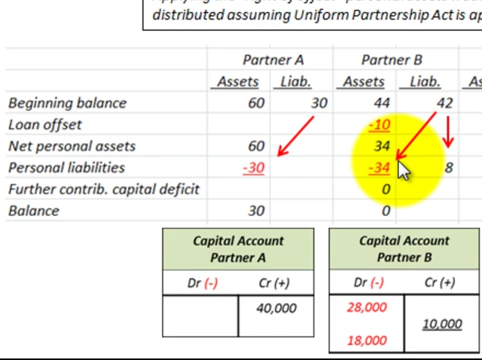 distributed assuming Uniform Partnership Act is ap
Partner A Partner B
Assets Liab. Assets Liab. As
Beginning balance 60 30 44 42
Loan offset -10
Net personal assets 60 34
Personal liabilities -30 -34 8
Further contrib. capital deficit 0
Balance 30 0
Capital Account Capital Account
Partner A Partner B
Dr (-) Cr (+) Dr (-) Cr (+)
40,000 28,000
10,000
18,000